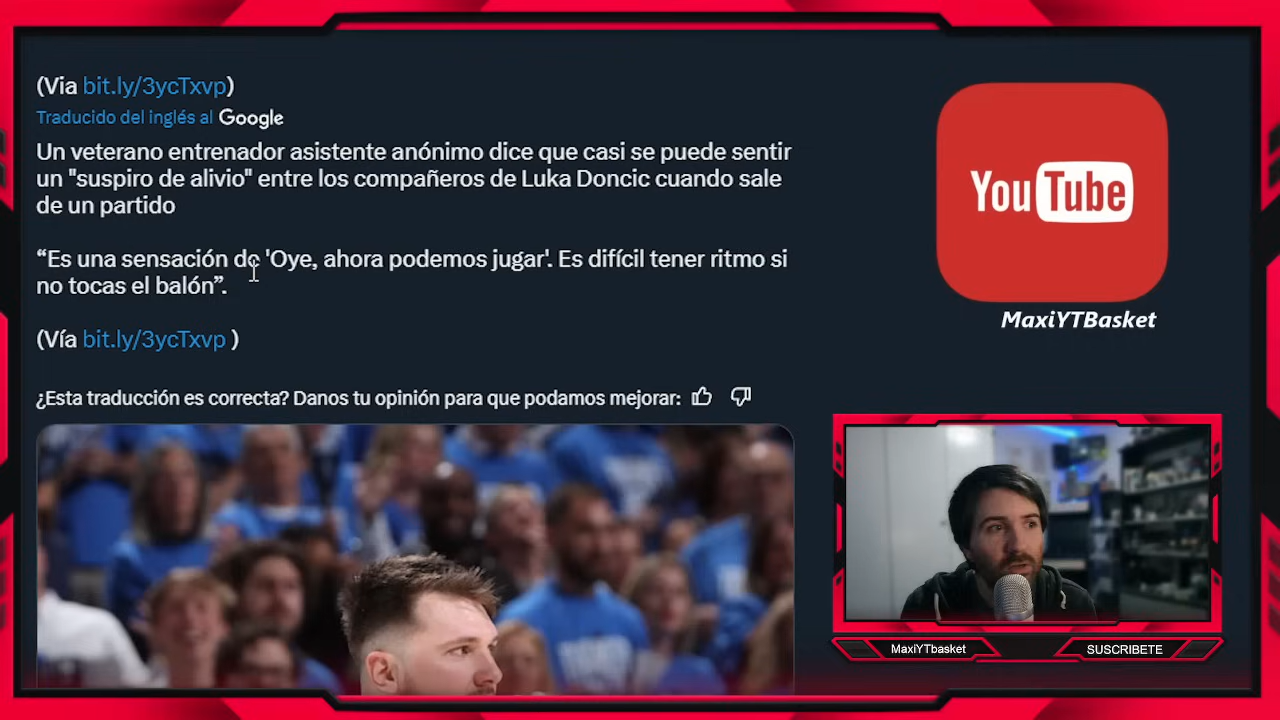 (Via bit.ly/3ycTxvp)
Traducido del inglés al Google
Un veterano entrenador asistente anónimo dice que casi se puede sentir
un "suspiro de alivio" entre los compañeros de Luka Doncic cuando sale
de un partido
“Es una sensación de 'Oye, ahora podemos jugar'. Es difícil tener ritmo si
no tocas el balón”.
(Vía bit.ly/3ycTxvp )
¿Esta traducción es correcta? Danos tu opinión para que podamos mejorar:
YouTube
MaxiYTBasket
MaxiYTbasket
SUSCRIBETE